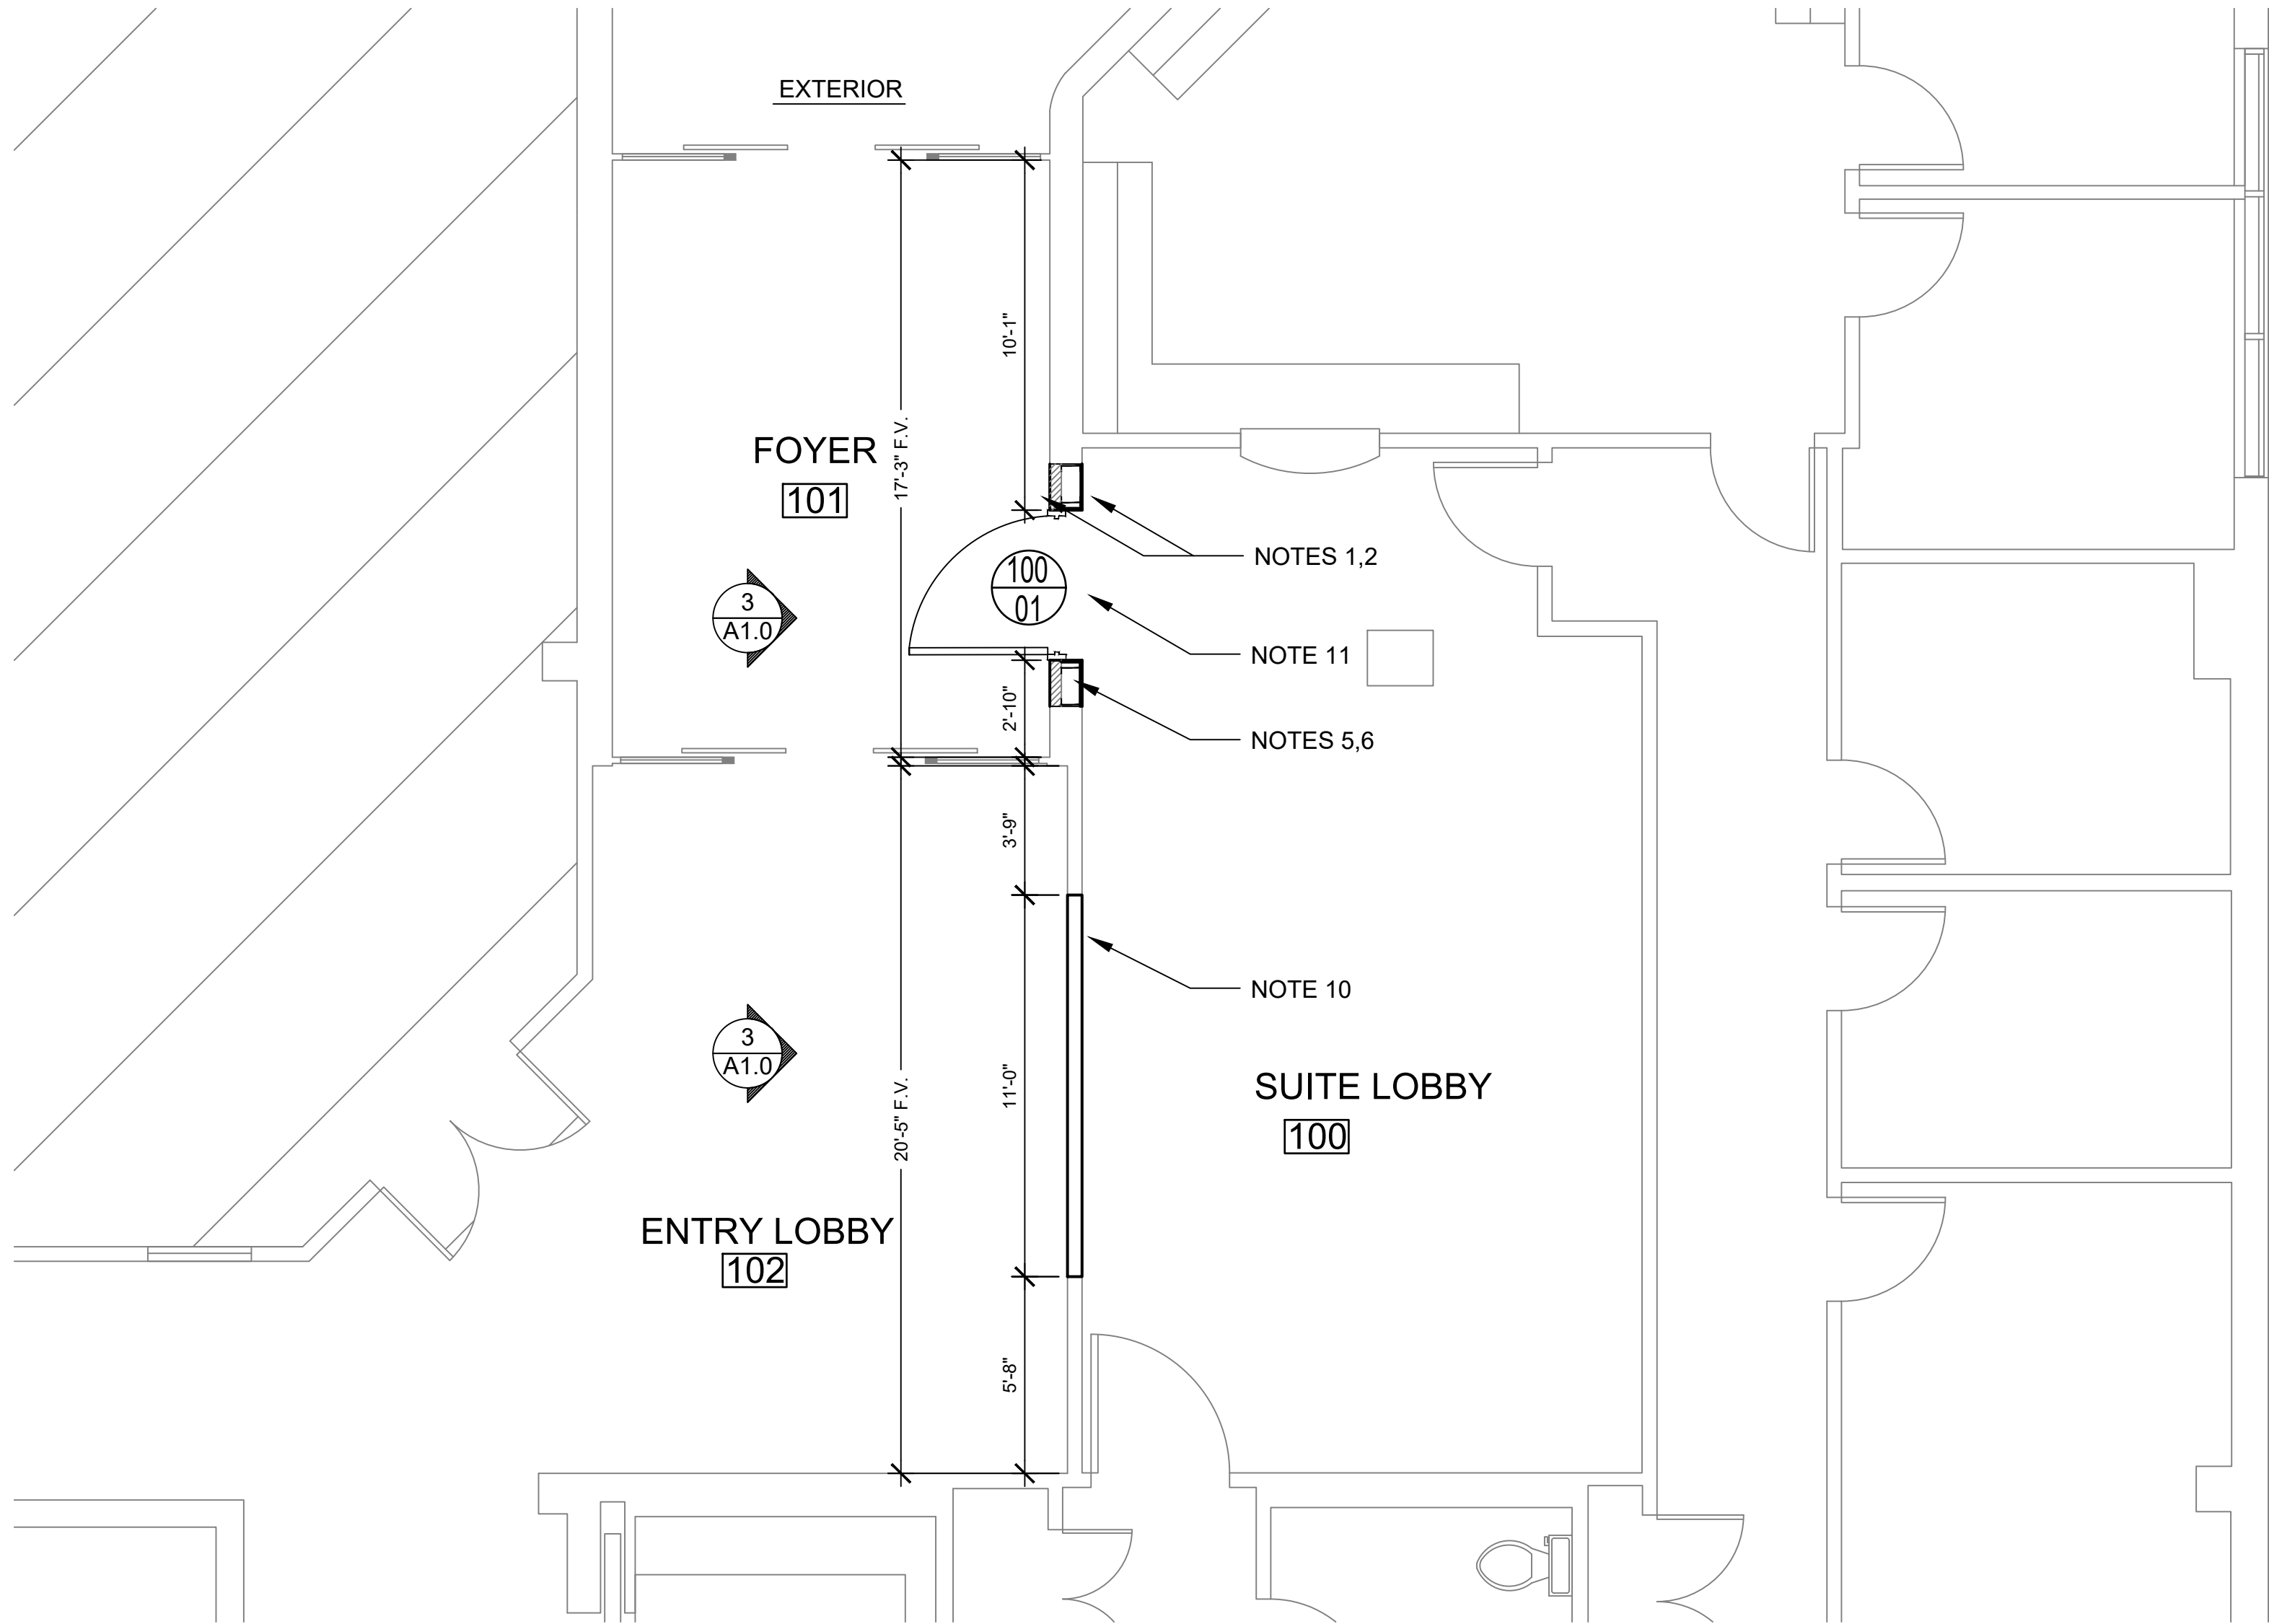 EXTERIOR
10'-1"
17'-3" F.V.
FOYER
101
NOTES 1,2
100
01
3
A1.0
NOTE 11
2'-10"
NOTES 5,6
3'-9"
NOTE 10
3
A1.0
11'-0"
20'-5" F.V.
SUITE LOBBY
100
ENTRY LOBBY
102
5'-8"